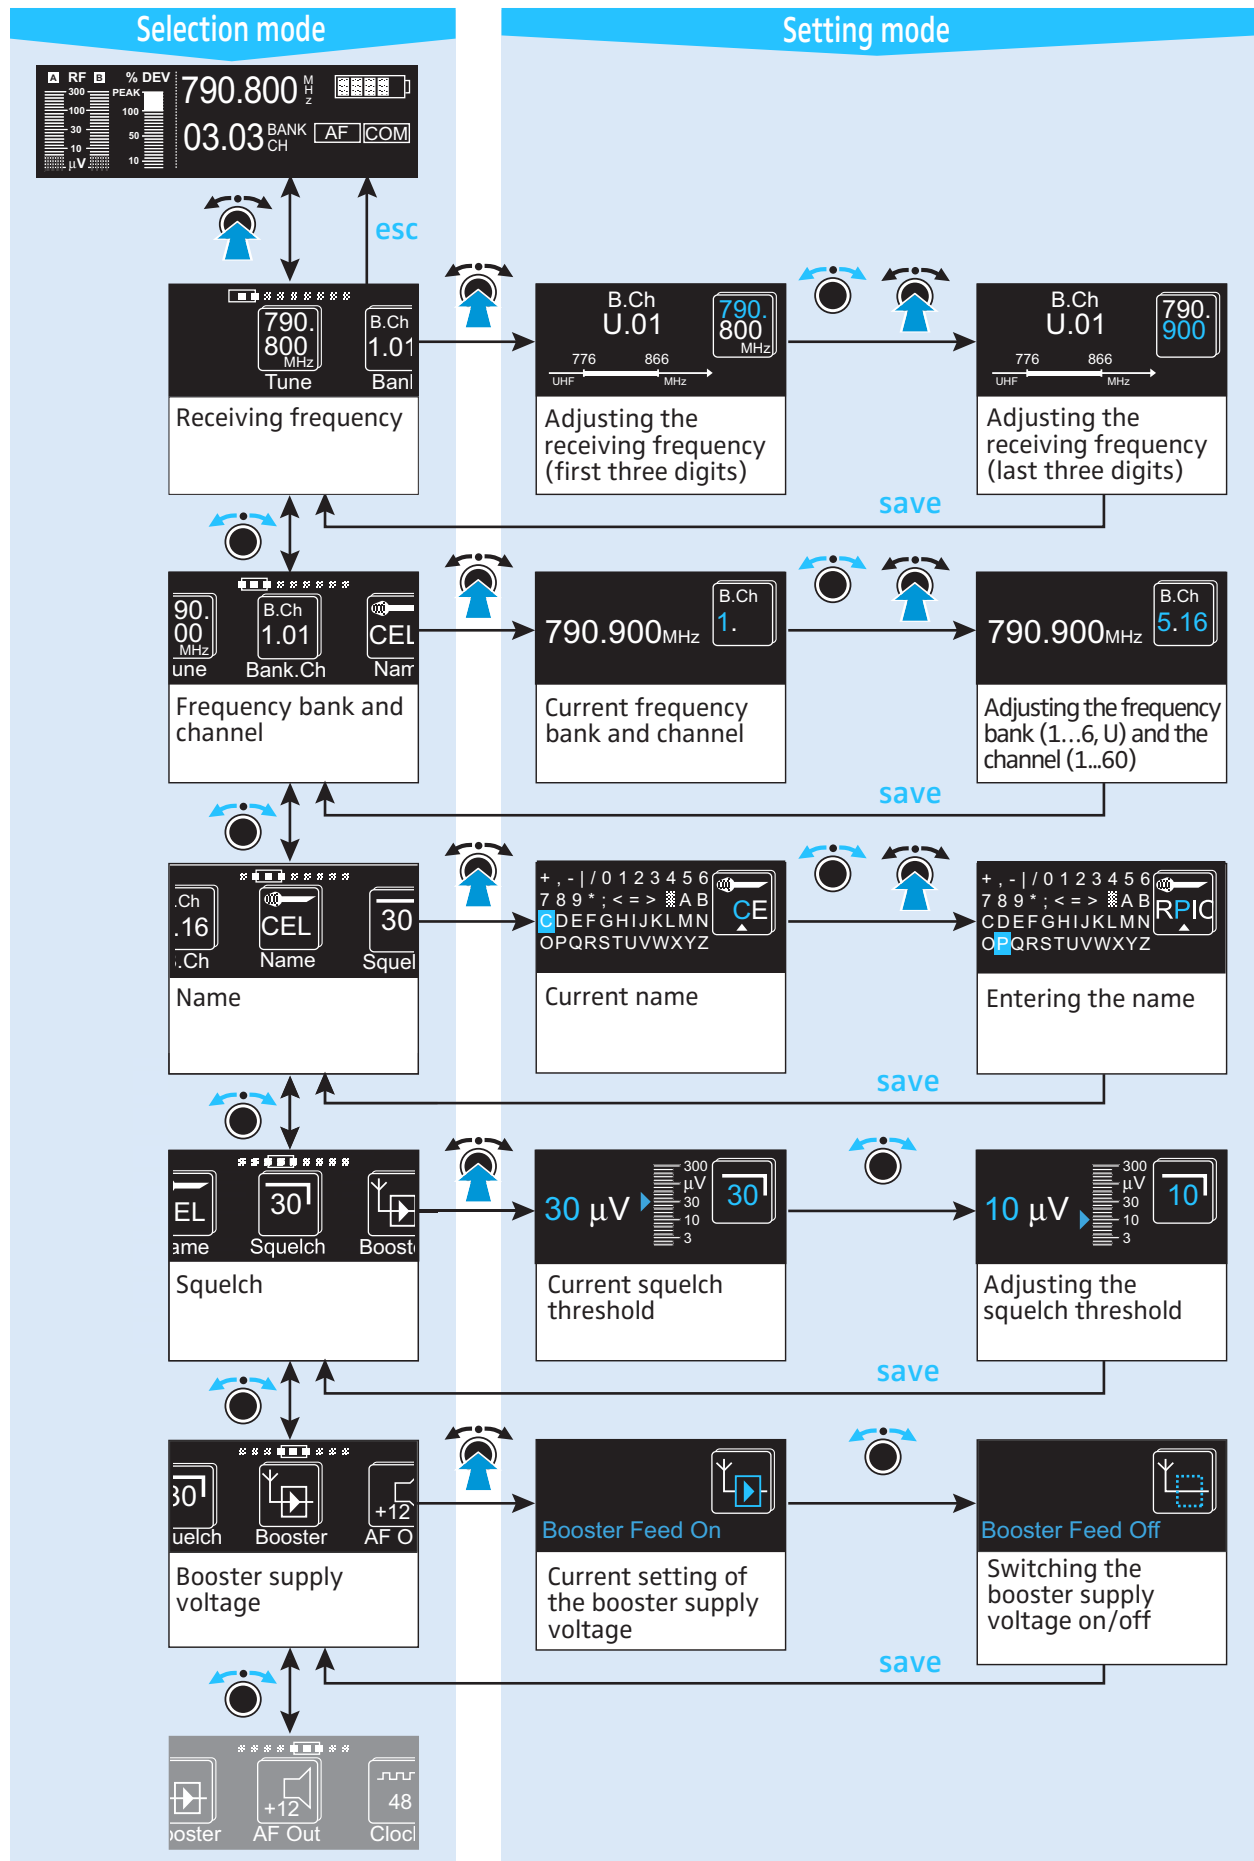 Selection mode
Setting mode
A RF B % DEV
300
100
30
10
µV
PEAK
100
50
10
790.800 MHz
03.03 BANK CH
AF COM
esc
790.
800
MHz
Tune
B.Ch
1.01
Ban
Receiving frequency
B.Ch
U.01
776 866
UHF MHz
790.
800
MHz
Adjusting the
receiving frequency
(first three digits)
B.Ch
U.01
776 866
UHF MHz
790.
900
Adjusting the
receiving frequency
(last three digits)
save
90.
00
MHz
une
B.Ch
1.01
Bank.Ch
CEL
Nam
Frequency bank and
channel
790.900MHz
B.Ch
1.
Current frequency
bank and channel
790.900MHz
B.Ch
5.16
Adjusting the frequency
bank (1…6, U) and the
channel (1...60)
save
.Ch
.16
.Ch
CEL
Name
30
Squel
Name
+ , - | / 0 1 2 3 4 5 6
7 8 9 * ; < = > A B
C D E F G H I J K L M N
O P Q R S T U V W X Y Z
CE
Current name
+ , - | / 0 1 2 3 4 5 6
7 8 9 * ; < = > A B
C D E F G H I J K L M N
O P Q R S T U V W X Y Z
RPIC
Entering the name
save
EL
ame
30
Squelch
Boost
Squelch
30 µV
300
µV
30
10
3
30
Current squelch
threshold
10 µV
300
µV
30
10
3
10
Adjusting the
squelch threshold
save
30
uelch
Booster
+12
AF O
Booster supply
voltage
Booster Feed On
Current setting of
the booster supply
voltage
Booster Feed Off
Switching the
booster supply
voltage on/off
save
ooster
+12
AF Out
48
Cloc